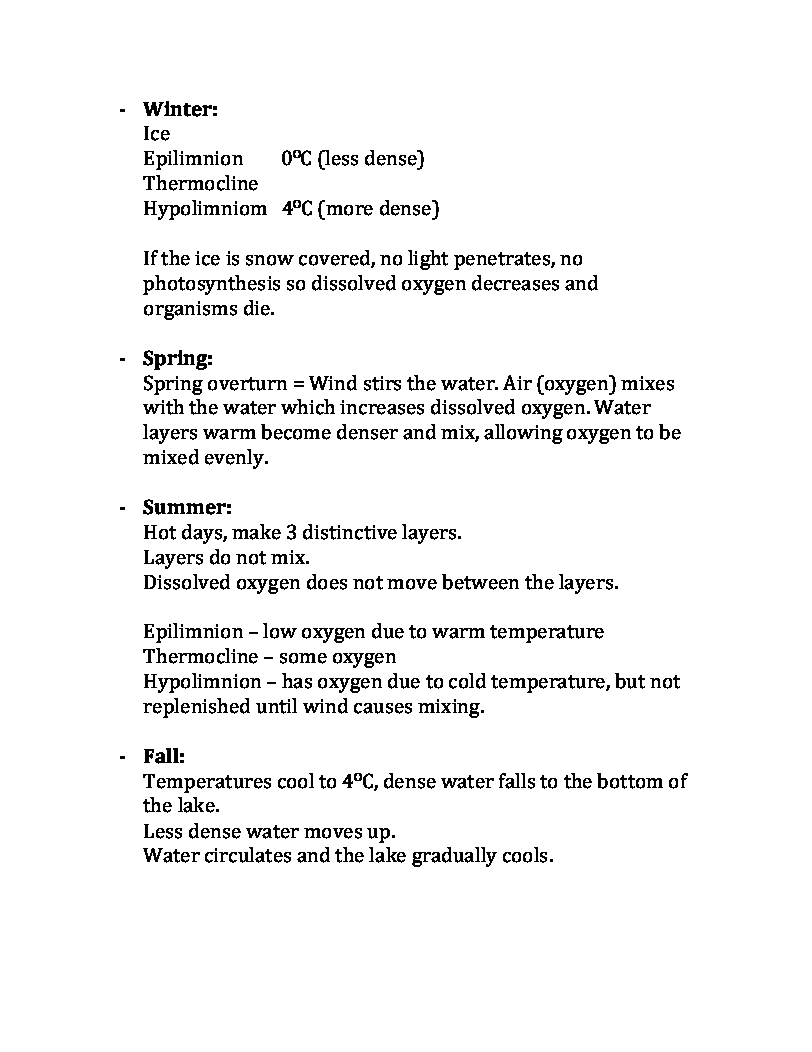 - Winter:
Ice
Epilimnion 0°C (less dense)
Thermocline
Hypolimniom 4°C (more dense)
If the ice is snow covered, no light penetrates, no
photosynthesis so dissolved oxygen decreases and
organisms die.
- Spring:
Spring overturn = Wind stirs the water. Air (oxygen) mixes
with the water which increases dissolved oxygen. Water
layers warm become denser and mix, allowing oxygen to be
mixed evenly.
- Summer:
Hot days, make 3 distinctive layers.
Layers do not mix.
Dissolved oxygen does not move between the layers.
Epilimnion – low oxygen due to warm temperature
Thermocline – some oxygen
Hypolimnion – has oxygen due to cold temperature, but not
replenished until wind causes mixing.
- Fall:
Temperatures cool to 4°C, dense water falls to the bottom of
the lake.
Less dense water moves up.
Water circulates and the lake gradually cools.